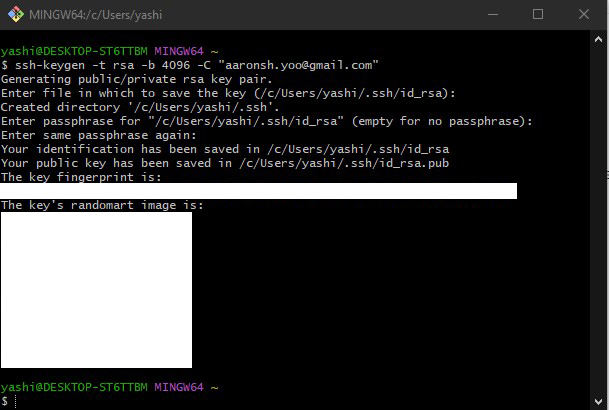 MINGW64:/c/Users/yashi
yashi@DESKTOP-ST6TTBM MINGW64 ~
$ ssh-keygen -t rsa -b 4096 -C "aaronsh.yoo@gmail.com"
Generating public/private rsa key pair.
Enter file in which to save the key (/c/Users/yashi/.ssh/id_rsa):
Created directory '/c/Users/yashi/.ssh'.
Enter passphrase for "/c/Users/yashi/.ssh/id_rsa" (empty for no passphrase):
Enter same passphrase again:
Your identification has been saved in /c/Users/yashi/.ssh/id_rsa
Your public key has been saved in /c/Users/yashi/.ssh/id_rsa.pub
The key fingerprint is:
The key's randomart image is:
yashi@DESKTOP-ST6TTBM MINGW64 ~
$